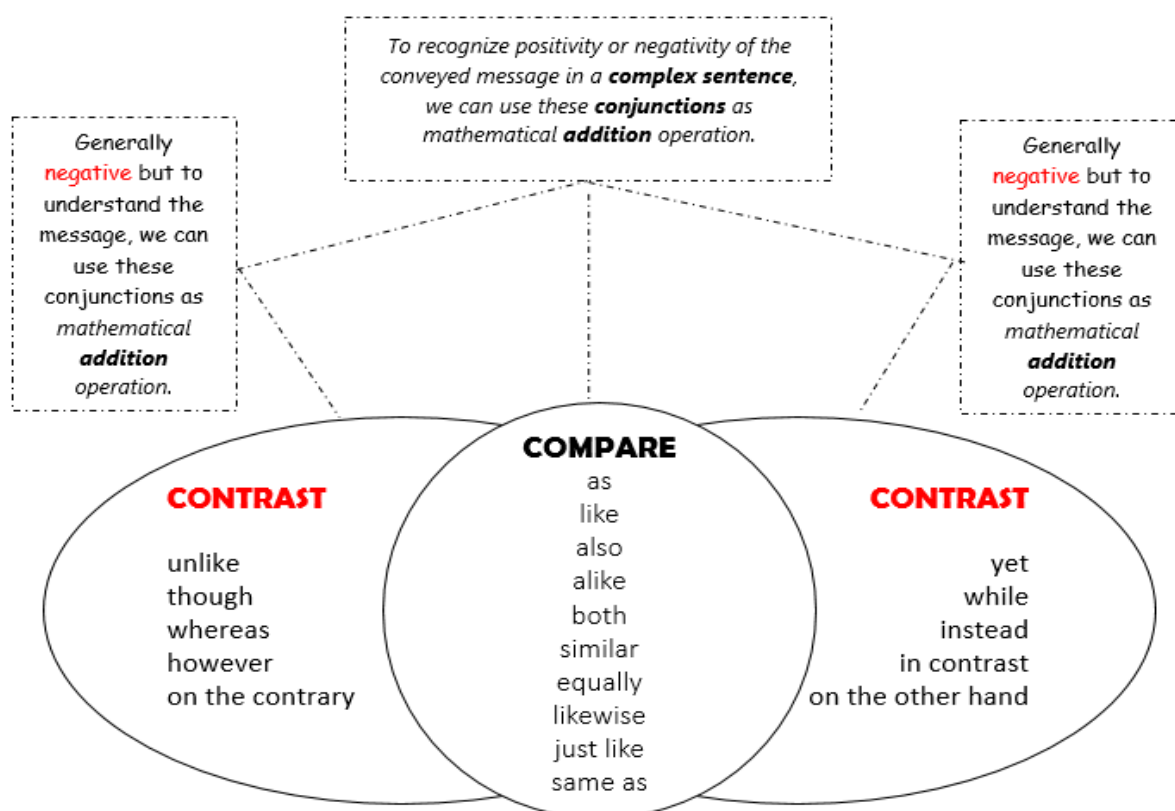 To recognize positivity or negativity of the
conveyed message in a complex sentence,
we can use these conjunctions as
mathematical addition operation.
Generally
negative but to
understand the
message, we can
use these
conjunctions as
mathematical
addition
operation.
Generally
negative but to
understand the
message, we can
use these
conjunctions as
mathematical
addition
operation.
CONTRAST
unlike
though
whereas
however
on the contrary
COMPARE
as
like
also
alike
both
similar
equally
likewise
just like
same as
CONTRAST
yet
while
instead
in contrast
on the other hand